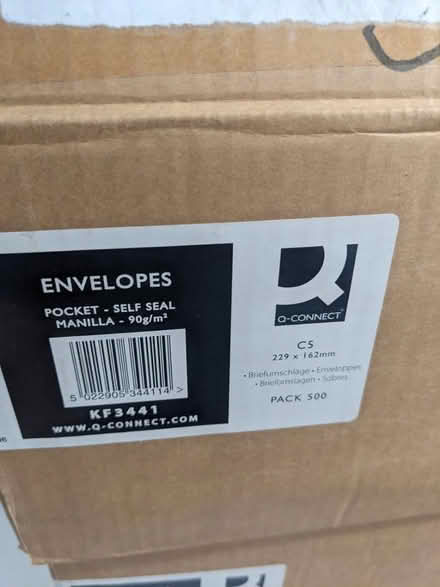 ENVELOPES
POCKET - SELF SEAL
MANILLA - 90g/m²
5 022905 344114 >
KF3441
WWW.Q-CONNECT.COM
Q-CONNECT
C5
229 x 162mm
• Briefumschläge • Enveloppes
• Briefomslagen • Sobres
PACK 500